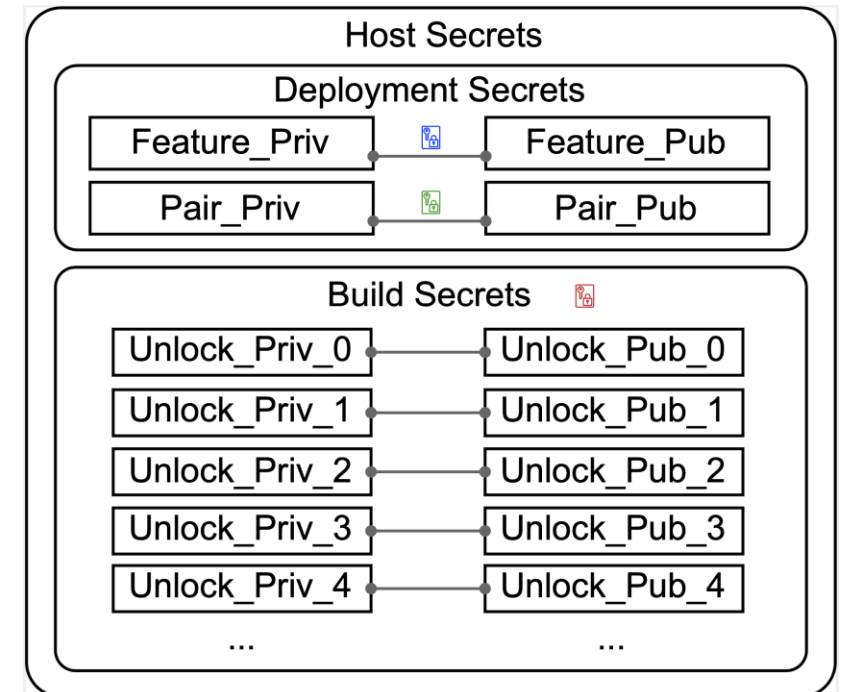 Host Secrets
Deployment Secrets
Feature_Priv Feature_Pub
Pair_Priv Pair_Pub
Build Secrets
Unlock_Priv_0 Unlock_Pub_0
Unlock_Priv_1 Unlock_Pub_1
Unlock_Priv_2 Unlock_Pub_2
Unlock_Priv_3 Unlock_Pub_3
Unlock_Priv_4 Unlock_Pub_4
... ...